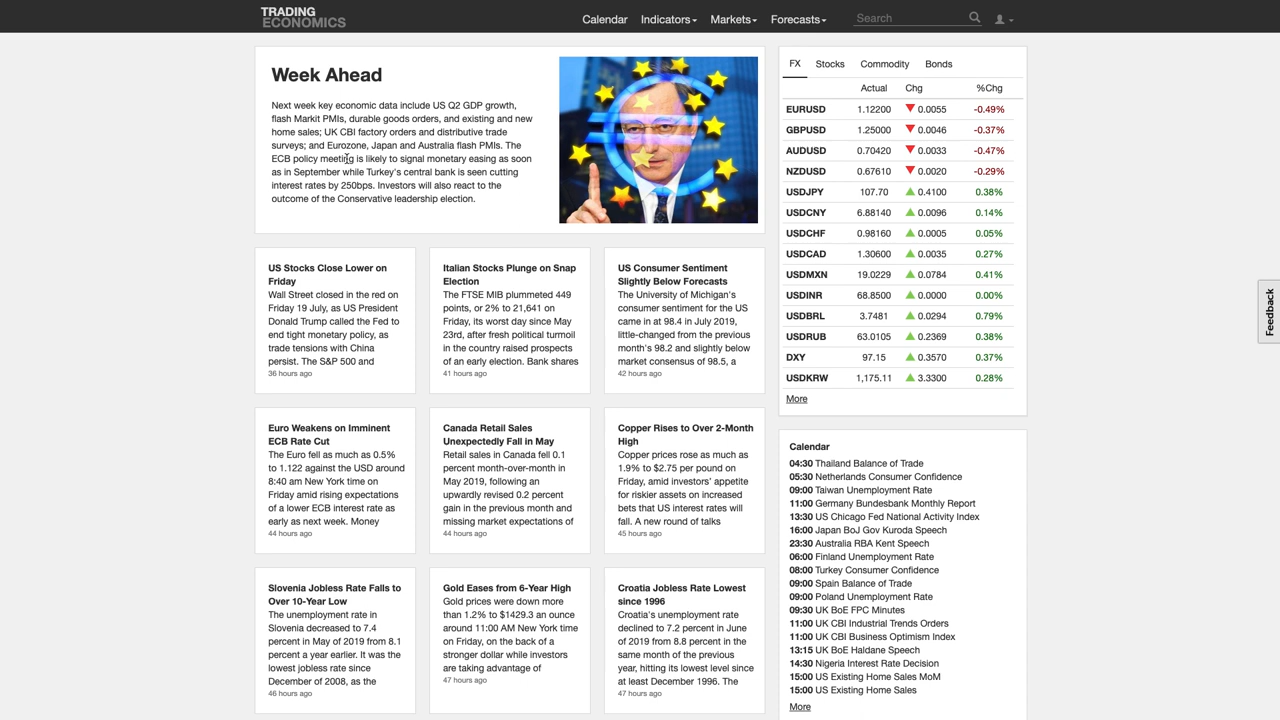 TRADING
ECONOMICS
Calendar Indicators Markets Forecasts Search
Week Ahead
Next week key economic data include US Q2 GDP growth,
flash Markit PMIs, durable goods orders, and existing and new
home sales; UK CBI factory orders and distributive trade
surveys; and Eurozone, Japan and Australia flash PMIs. The
ECB policy meeting is likely to signal monetary easing as soon
as in September while Turkey's central bank is seen cutting
interest rates by 250bps. Investors will also react to the
outcome of the Conservative leadership election.
US Stocks Close Lower on
Friday
Wall Street closed in the red on
Friday 19 July, as US President
Donald Trump called the Fed to
end tight monetary policy, as
trade tensions with China
persist. The S&P 500 and
36 hours ago
Italian Stocks Plunge on Snap
Election
The FTSE MIB plummeted 449
points, or 2% to 21,641 on
Friday, its worst day since May
23rd, after fresh political turmoil
in the country raised prospects
of an early election. Bank shares
41 hours ago
US Consumer Sentiment
Slightly Below Forecasts
The University of Michigan's
consumer sentiment for the US
came in at 98.4 in July 2019,
little-changed from the previous
month's 98.2 and slightly below
market consensus of 98.5, a
42 hours ago
Euro Weakens on Imminent
ECB Rate Cut
The Euro fell as much as 0.5%
to 1.122 against the USD around
8:40 am New York time on
Friday amid rising expectations
of a lower ECB interest rate as
early as next week. Money
44 hours ago
Canada Retail Sales
Unexpectedly Fall in May
Retail sales in Canada fell 0.1
percent month-over-month in
May 2019, following an
upwardly revised 0.2 percent
gain in the previous month and
missing market expectations of
44 hours ago
Copper Rises to Over 2-Month
High
Copper prices rose as much as
1.9% to $2.75 per pound on
Friday, amid investors' appetite
for riskier assets on increased
bets that US interest rates will
fall. A new round of talks
45 hours ago
Slovenia Jobless Rate Falls to
Over 10-Year Low
The unemployment rate in
Slovenia decreased to 7.4
percent in May of 2019 from 8.1
percent a year earlier. It was the
lowest jobless rate since
December of 2008, as the
46 hours ago
Gold Eases from 6-Year High
Gold prices were down more
than 1.2% to $1429.3 an ounce
around 11:00 AM New York time
on Friday, on the back of a
stronger dollar while investors
are taking advantage of
47 hours ago
Croatia Jobless Rate Lowest
since 1996
Croatia's unemployment rate
declined to 7.2 percent in June
of 2019 from 8.8 percent in the
same month of the previous
year, hitting its lowest level since
at least December 1996. The
47 hours ago
FX Stocks Commodity Bonds
Actual Chg %Chg
EURUSD 1.12200 0.0055 -0.49%
GBPUSD 1.25000 0.0046 -0.37%
AUDUSD 0.70420 0.0033 -0.47%
NZDUSD 0.67610 0.0020 -0.29%
USDJPY 107.70 0.4100 0.38%
USDCNY 6.88140 0.0096 0.14%
USDCHF 0.98160 0.0005 0.05%
USDCAD 1.30600 0.0035 0.27%
USDMXN 19.0229 0.0784 0.41%
USDINR 68.8500 0.0000 0.00%
USDBRL 3.7481 0.0294 0.79%
USDRUB 63.0105 0.2369 0.38%
DXY 97.15 0.3570 0.37%
USDKRW 1,175.11 3.3300 0.28%
More
Calendar
04:30 Thailand Balance of Trade
05:30 Netherlands Consumer Confidence
09:00 Taiwan Unemployment Rate
11:00 Germany Bundesbank Monthly Report
13:30 US Chicago Fed National Activity Index
16:00 Japan BoJ Gov Kuroda Speech
23:30 Australia RBA Kent Speech
06:00 Finland Unemployment Rate
08:00 Turkey Consumer Confidence
09:00 Spain Balance of Trade
09:00 Poland Unemployment Rate
09:30 UK BoE FPC Minutes
11:00 UK CBI Industrial Trends Orders
11:00 UK CBI Business Optimism Index
13:15 UK BoE Haldane Speech
14:30 Nigeria Interest Rate Decision
15:00 US Existing Home Sales MoM
15:00 US Existing Home Sales
More
Feedback